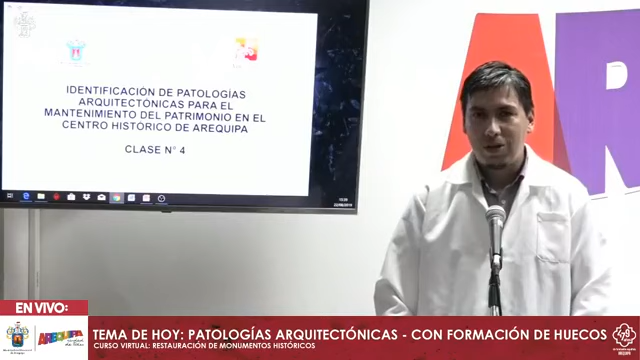 IDENTIFICACIÓN DE PATOLOGÍAS
ARQUITECTÓNICAS PARA EL
MANTENIMIENTO DEL PATRIMONIO EN EL
CENTRO HISTÓRICO DE AREQUIPA
CLASE N° 4
AR
EN VIVO:
AREQUIPA
TEMA DE HOY: PATOLOGÍAS ARQUITECTÓNICAS - CON FORMACIÓN DE HUECOS
CURSO VIRTUAL: RESTAURACIÓN DE MONUMENTOS HISTÓRICOS